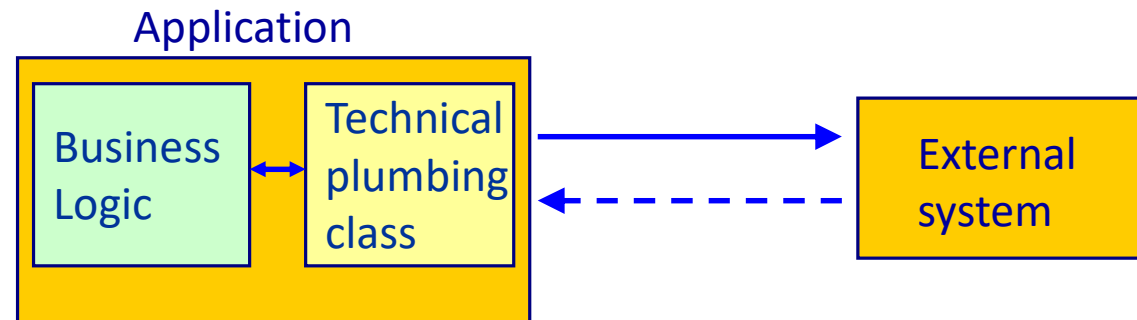 Application
Business
Logic
Technical
plumbing
class
External
system